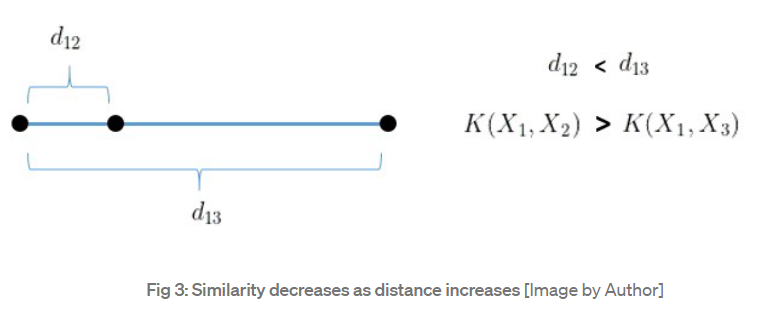 d₁₂
d₁₂ < d₁₃
K(X₁, X₂) > K(X₁, X₃)
d₁₃
Fig 3: Similarity decreases as distance increases [Image by Author]